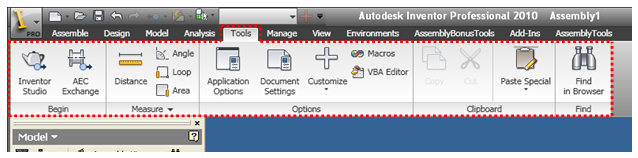 Autodesk Inventor Professional 2010 Assembly1
PRO
Assemble Design Model Analysis Tools Manage View Environments AssemblyBonusTools Add-Ins AssemblyTools
Inventor Studio
AEC Exchange
Begin
Distance
Angle
Loop
Area
Measure
Application Options
Document Settings
Customize
Macros
VBA Editor
Options
Copy
Cut
Paste Special
Clipboard
Find in Browser
Find
Model